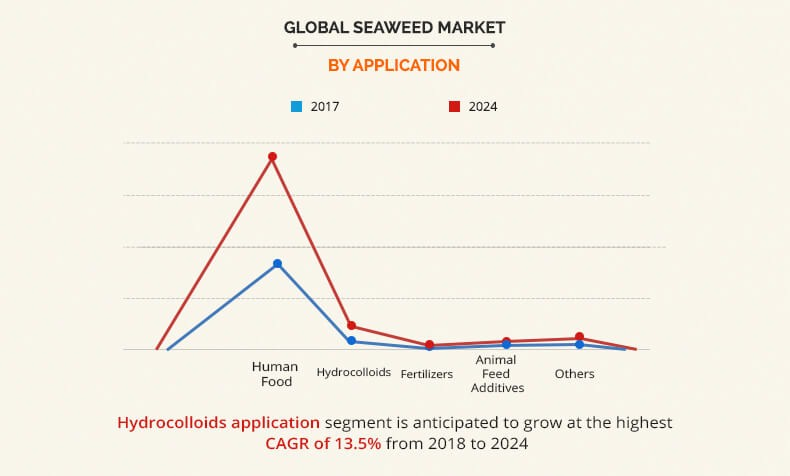 GLOBAL SEAWEED MARKET
BY APPLICATION
2017 2024
Human
Food
Hydrocolloids
Fertilizers
Animal
Feed
Additives
Others
Hydrocolloids application segment is anticipated to grow at the highest
CAGR of 13.5% from 2018 to 2024